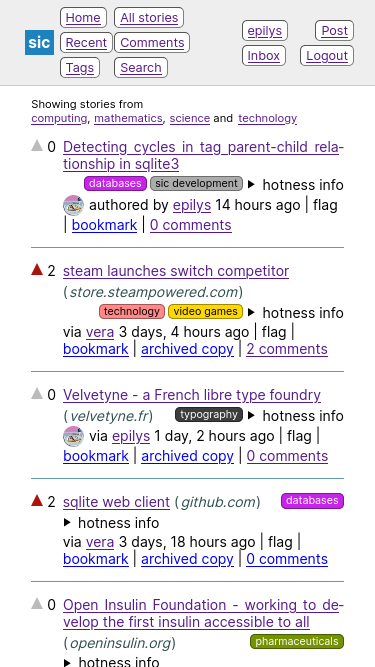 sic
Home
All stories
Recent
Comments
Tags
Search
epilys
Post
Inbox
Logout
Showing stories from
computing, mathematics, science and technology
0 Detecting cycles in tag parent-child rela-
tionship in sqlite3
databases sic development ▶ hotness info
authored by epilys 14 hours ago | flag
| bookmark | 0 comments
2 steam launches switch competitor
(store.steampowered.com)
technology video games ▶ hotness info
via vera 3 days, 4 hours ago | flag |
bookmark | archived copy | 2 comments
0 Velvetyne - a French libre type foundry
(velvetyne.fr) typography ▶ hotness info
via epilys 1 day, 2 hours ago | flag |
bookmark | archived copy | 0 comments
2 sqlite web client (github.com) databases
▶ hotness info
via vera 3 days, 18 hours ago | flag |
bookmark | archived copy | 0 comments
0 Open Insulin Foundation - working to de-
velop the first insulin accessible to all
(openinsulin.org) pharmaceuticals
▶ hotness info